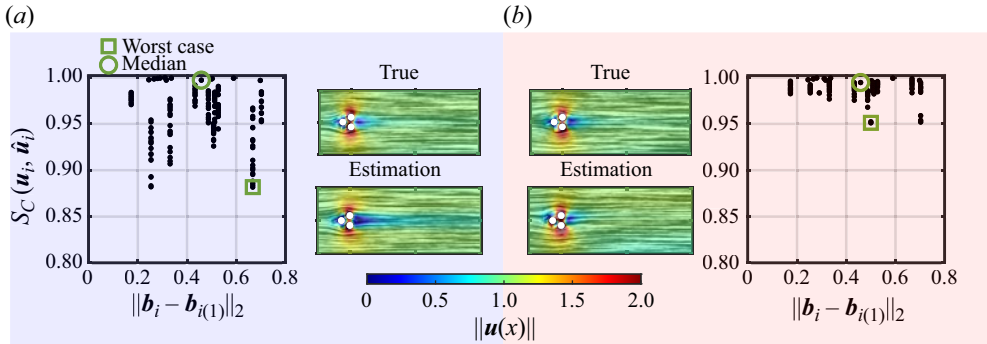 (a)
Worst case
Median
1.00
0.95
0.90
0.85
0.80
S_C(u_i, û_i)
0 0.2 0.4 0.6 0.8
||b_i − b_{i(1)}||_2
True
Estimation
(b)
True
Estimation
0 0.5 1.0 1.5 2.0
||u(x)||
1.00
0.95
0.90
0.85
0.80
0 0.2 0.4 0.6 0.8
||b_i − b_{i(1)}||_2